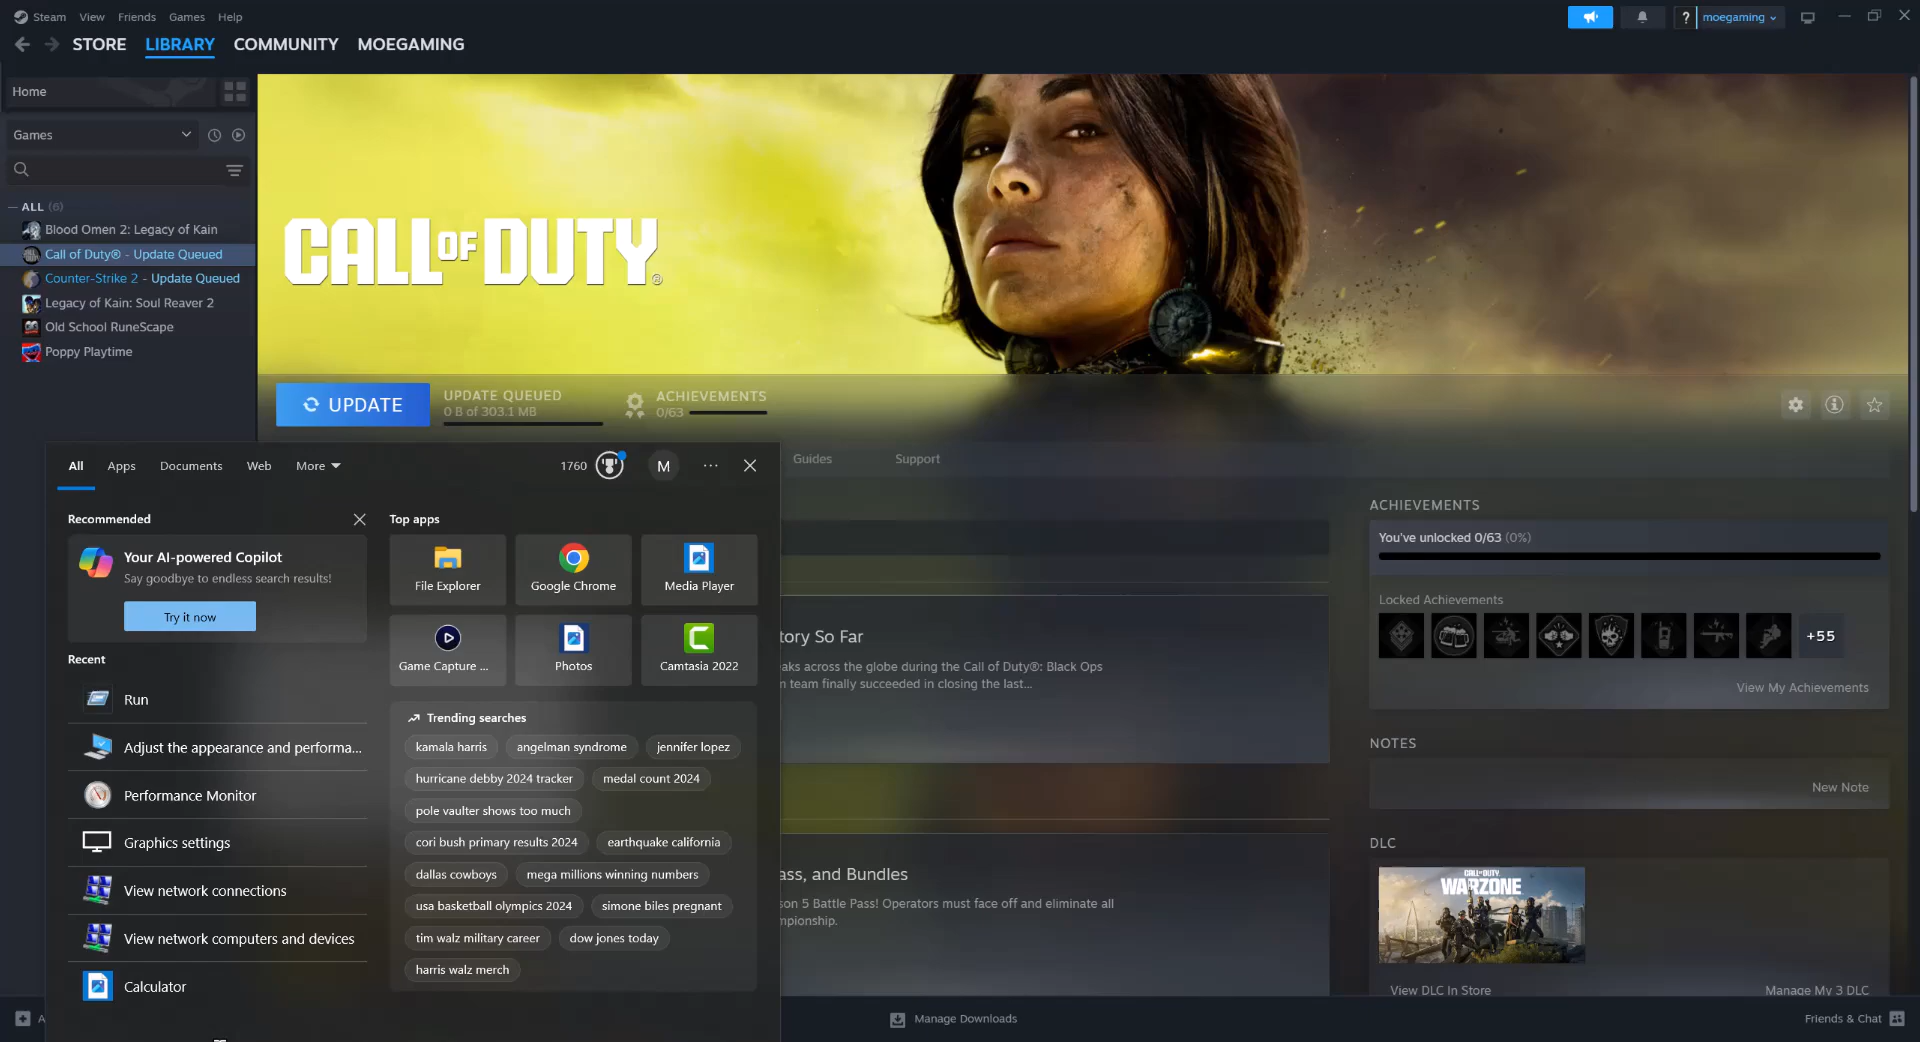 Steam View Friends Games Help
? moegaming
STORE LIBRARY COMMUNITY MOEGAMING
Home
Games
ALL (6)
Blood Omen 2: Legacy of Kain
Call of Duty® - Update Queued
Counter-Strike 2 - Update Queued
Legacy of Kain: Soul Reaver 2
Old School RuneScape
Poppy Playtime
CALL OF DUTY®
UPDATE
UPDATE QUEUED
0 B of 303.1 MB
ACHIEVEMENTS
0/63
Guides Support
All Apps Documents Web More
1760 M ...
Recommended
Your AI-powered Copilot
Say goodbye to endless search results!
Try it now
Recent
Run
Adjust the appearance and performa...
Performance Monitor
Graphics settings
View network connections
View network computers and devices
Calculator
Top apps
File Explorer
Google Chrome
Media Player
Game Capture ...
Photos
Camtasia 2022
Trending searches
kamala harris angelman syndrome jennifer lopez
hurricane debby 2024 tracker medal count 2024
pole vaulter shows too much
cori bush primary results 2024 earthquake california
dallas cowboys mega millions winning numbers
usa basketball olympics 2024 simone biles pregnant
tim walz military career dow jones today
harris walz merch
tory So Far
eaks across the globe during the Call of Duty®: Black Ops
team finally succeeded in closing the last...
ass, and Bundles
son 5 Battle Pass! Operators must face off and eliminate all
mpionship.
ACHIEVEMENTS
You've unlocked 0/63 (0%)
Locked Achievements
+55
View My Achievements
NOTES
New Note
DLC
CALL OF DUTY
WARZONE
View DLC In Store
Manage My 3 DLC
A
Manage Downloads
Friends & Chat